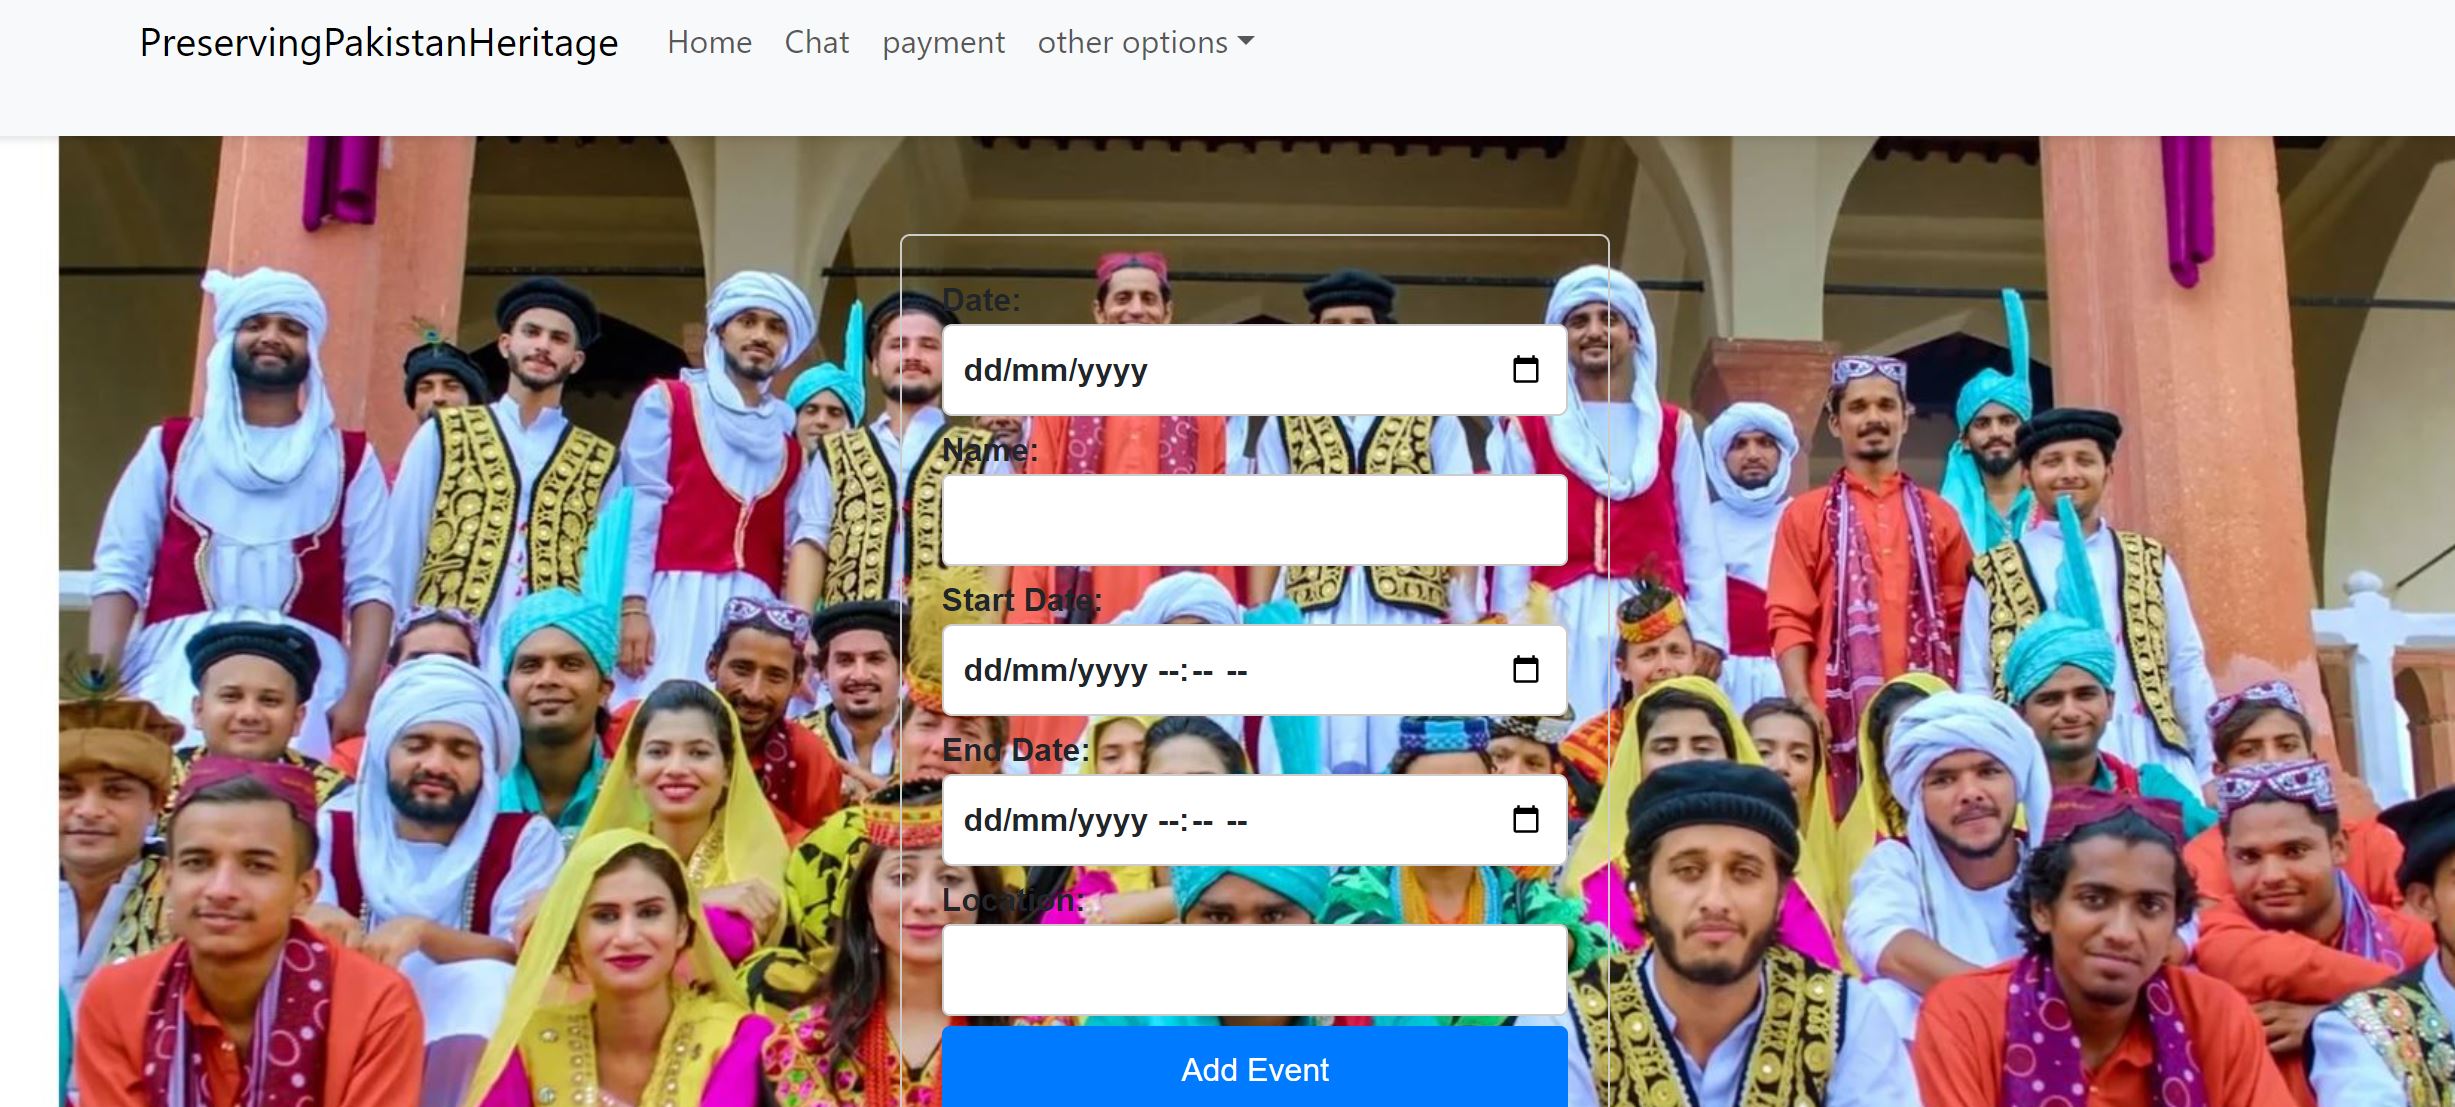 PreservingPakistanHeritage Home Chat payment other options
Date:
dd/mm/yyyy
Name:
Start Date:
dd/mm/yyyy --:-- --
End Date:
dd/mm/yyyy --:-- --
Location:
Add Event